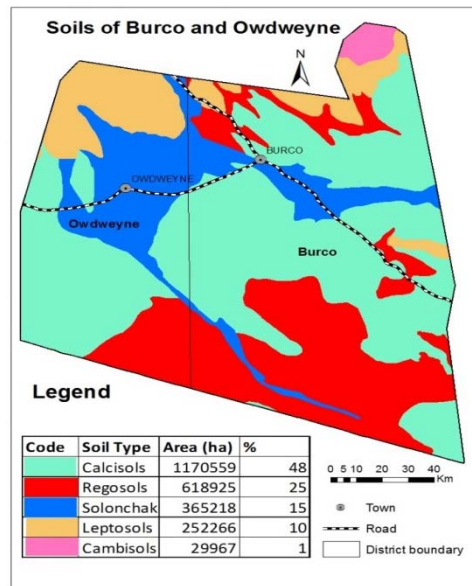 Soils of Burco and Owdweyne
N
BURCO
OWDWEYNE
Owdweyne
Burco
Legend
Code Soil Type Area (ha) %
Calcisols 1170559 48
Regosols 618925 25
Solonchak 365218 15
Leptosols 252266 10
Cambisols 29967 1
0 5 10 20 30 40
Km
Town
Road
District boundary